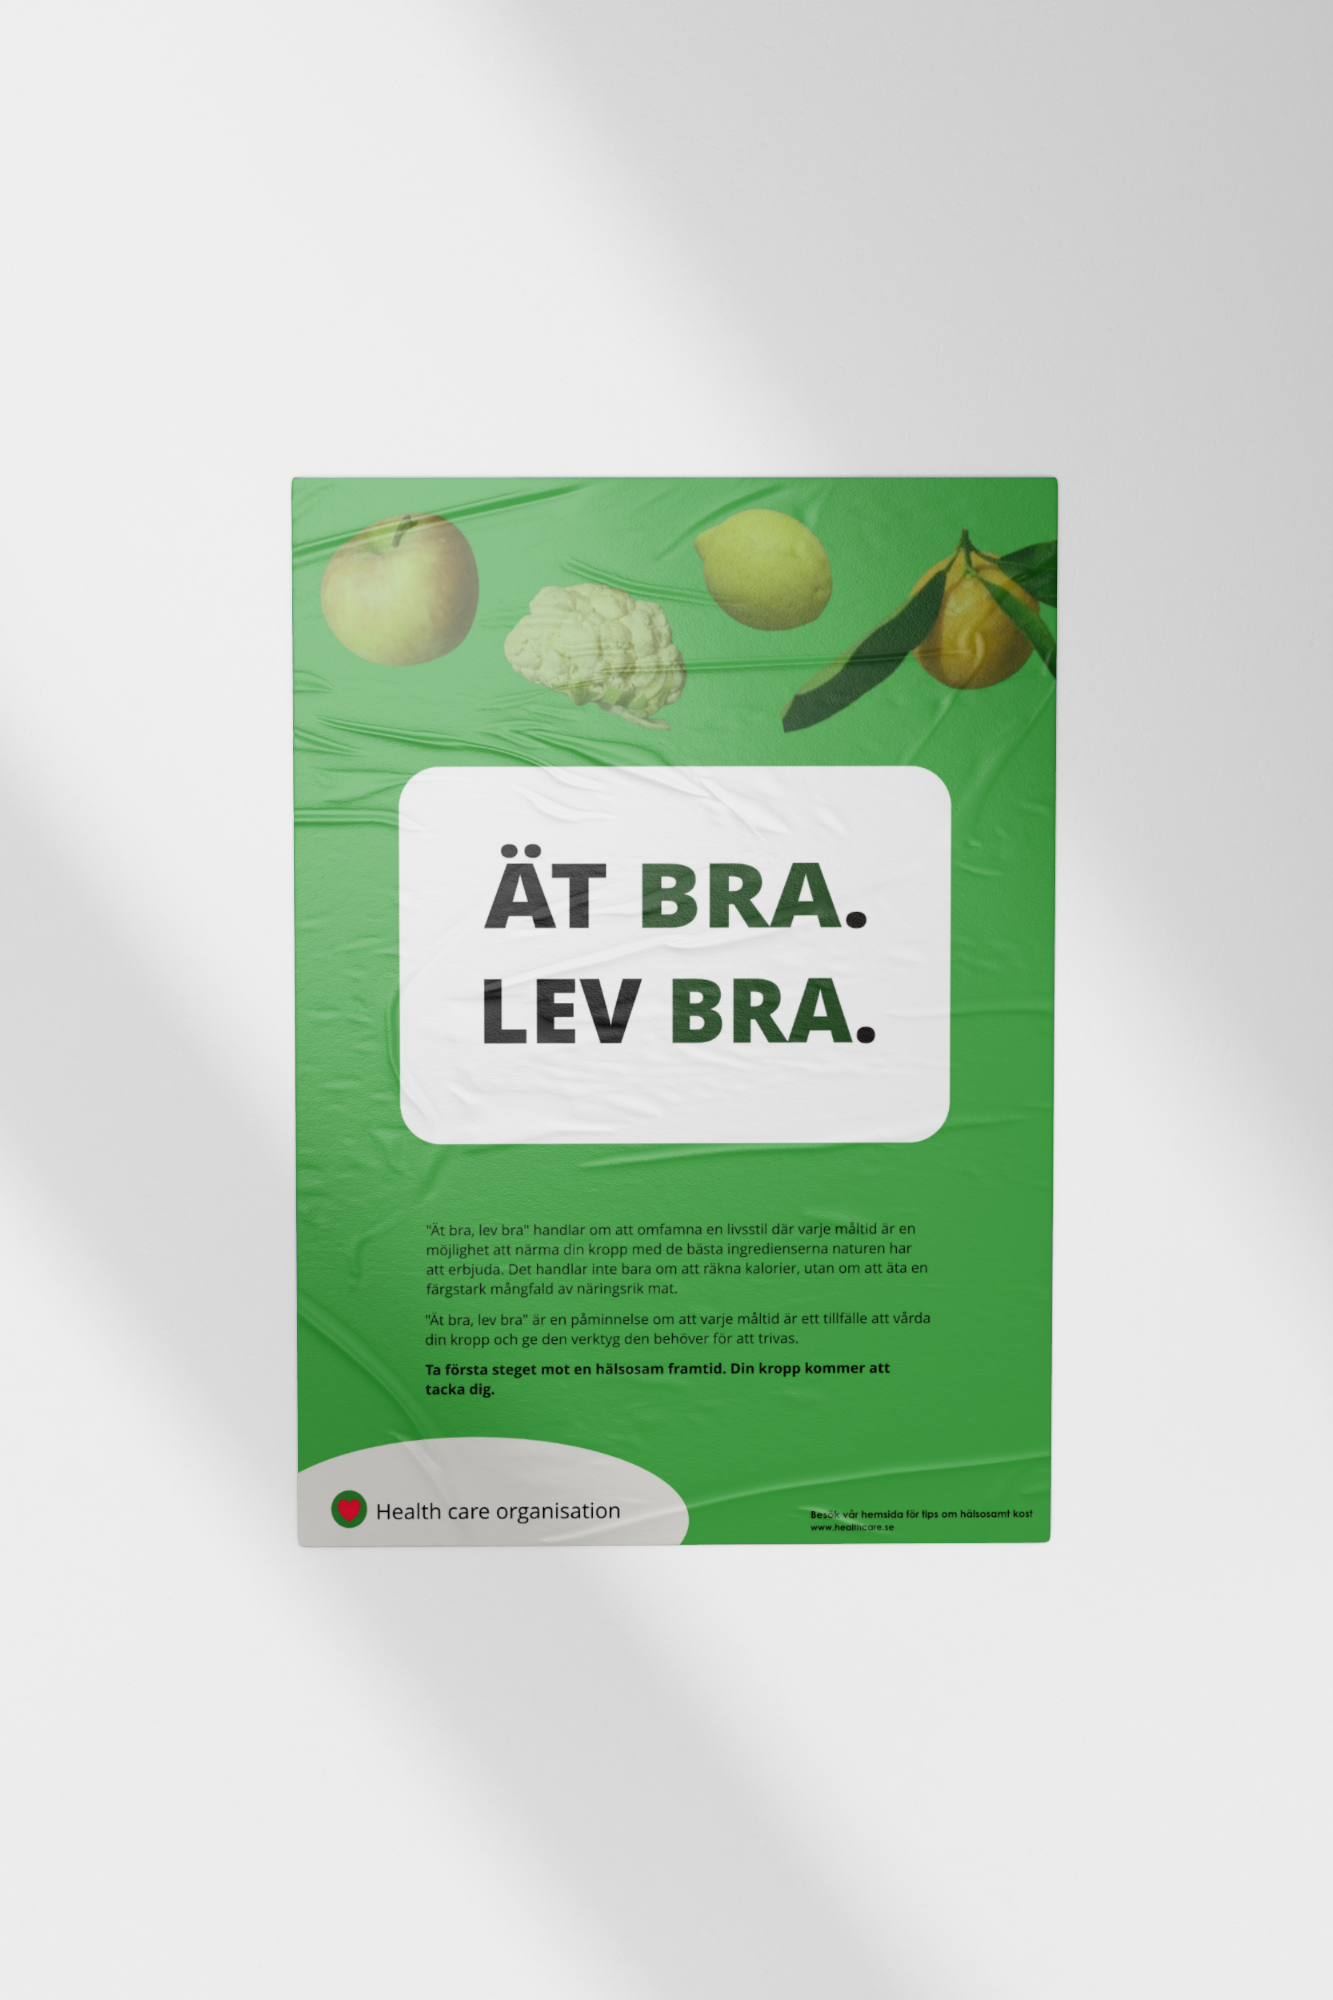 ÄT BRA.
LEV BRA.
"Ät bra, lev bra" handlar om att omfamna en livsstil där varje måltid är en
möjlighet att närma din kropp med de bästa ingredienserna naturen har
att erbjuda. Det handlar inte bara om att räkna kalorier, utan om att äta en
färgstark mångfald av näringsrik mat.
"Ät bra, lev bra" är en påminnelse om att varje måltid är ett tillfälle att vårda
din kropp och ge den verktyg den behöver för att trivas.
Ta första steget mot en hälsosam framtid. Din kropp kommer att
tacka dig.
Health care organisation
Besök vår hemsida för tips om hälsosamt kost
www.healthcare.se